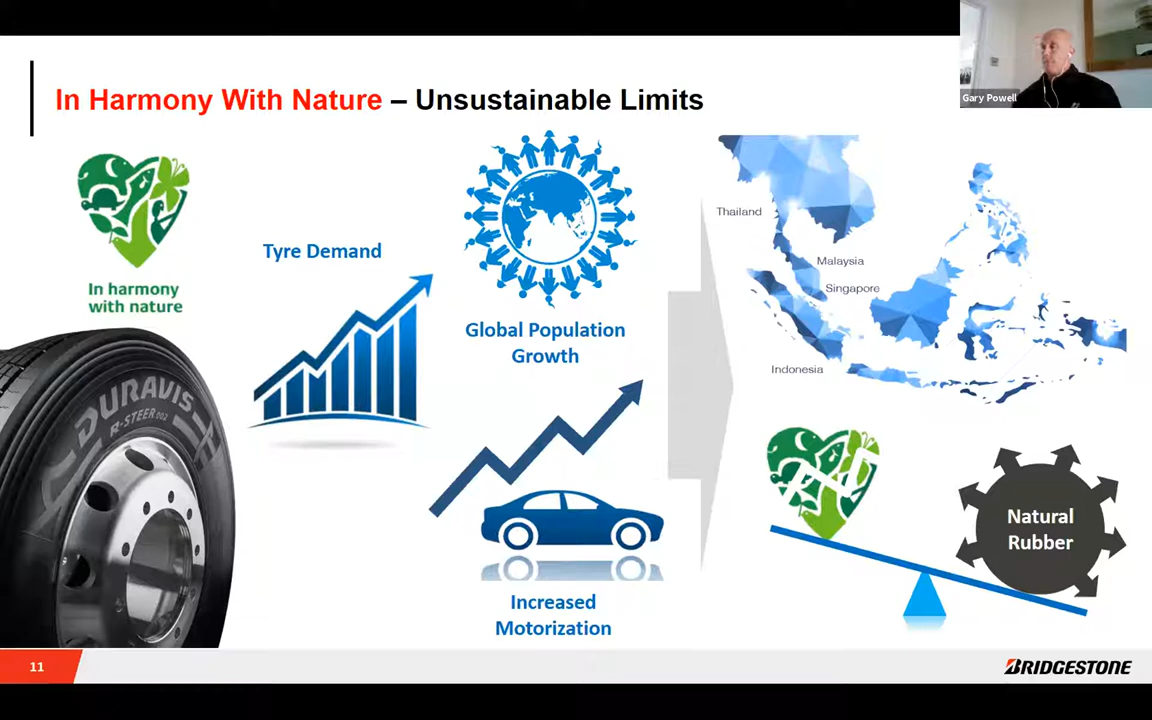 Gary Powell
In Harmony With Nature – Unsustainable Limits
In harmony
with nature
Tyre Demand
Global Population
Growth
Increased
Motorization
DURAVIS
R-STEER 002
Thailand
Malaysia
Singapore
Indonesia
Natural
Rubber
11
BRIDGESTONE